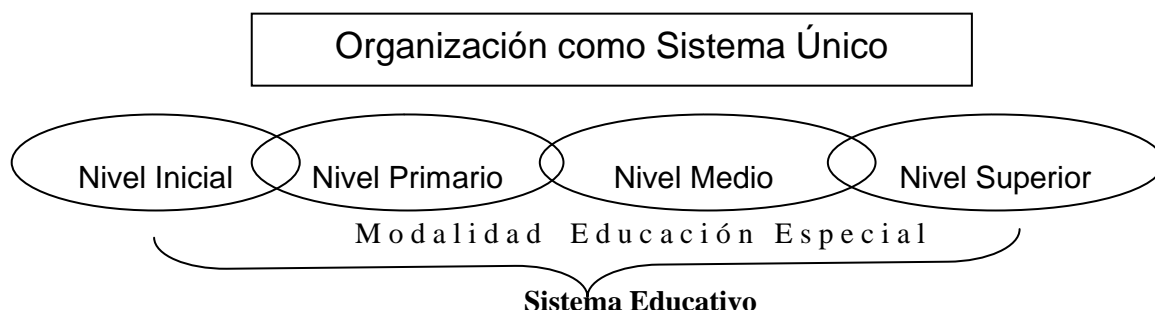 Organización como Sistema Único
Nivel Inicial Nivel Primario Nivel Medio Nivel Superior
Modalidad Educación Especial
Sistema Educativo